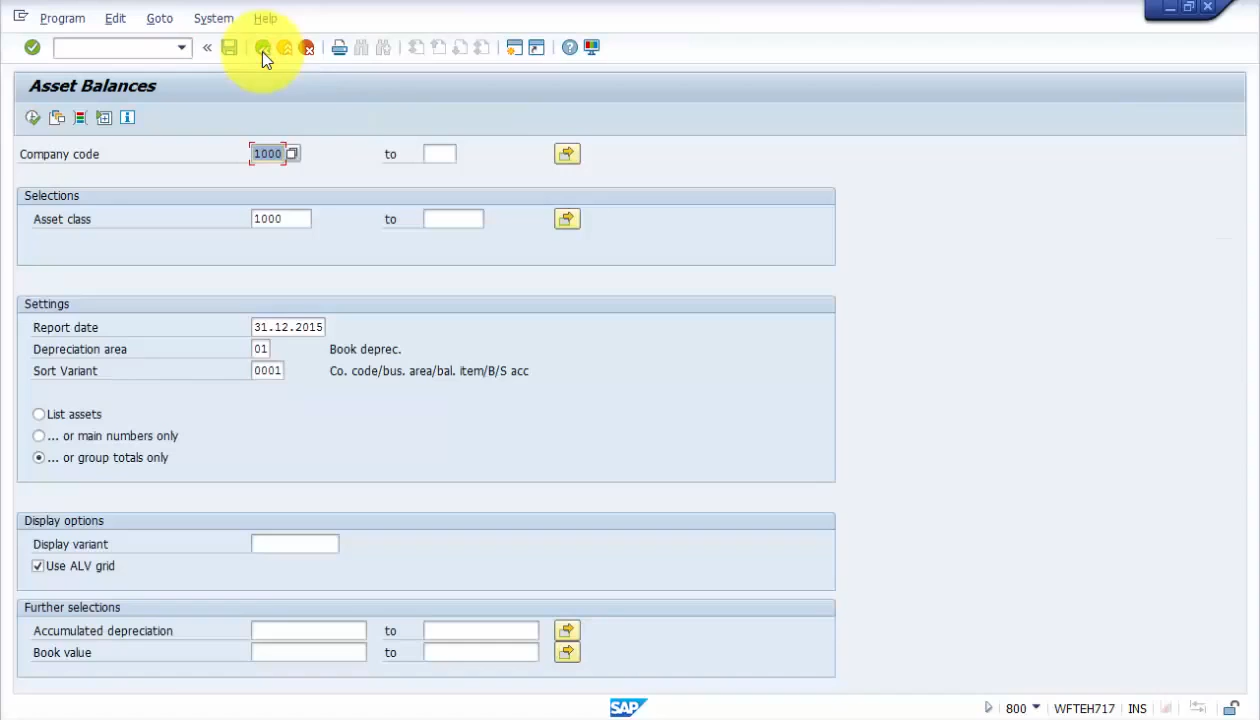 Program Edit Goto System Help
Asset Balances
Company code 1000 to
Selections
Asset class 1000 to
Settings
Report date 31.12.2015
Depreciation area 01 Book deprec.
Sort Variant 0001 Co. code/bus. area/bal. item/B/S acc
List assets
... or main numbers only
... or group totals only
Display options
Display variant
Use ALV grid
Further selections
Accumulated depreciation to
Book value to
SAP 800 WFTEH717 INS